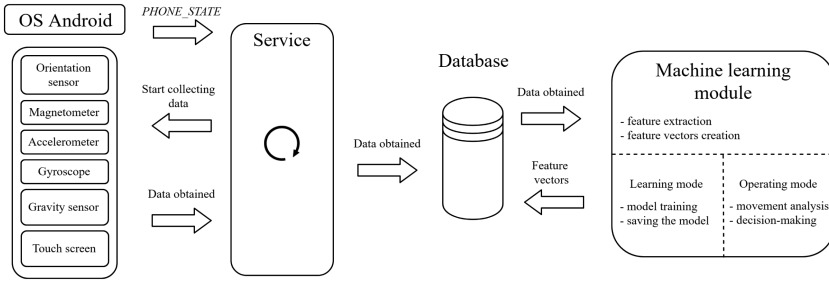 OS Android
PHONE_STATE
Orientation
sensor
Magnetometer
Accelerometer
Gyroscope
Gravity sensor
Touch screen
Start collecting
data
Data obtained
Service
Data obtained
Database
Data obtained
Feature
vectors
Machine learning
module
- feature extraction
- feature vectors creation
Learning mode
- model training
- saving the model
Operating mode
- movement analysis
- decision-making